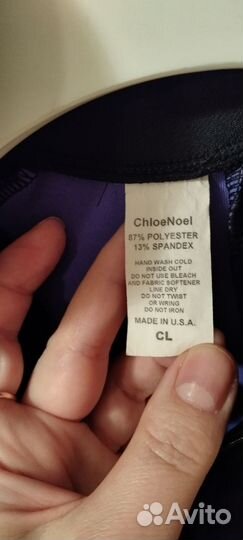 ChloeNoel
87% POLYESTER
13% SPANDEX
HAND WASH COLD
INSIDE OUT
DO NOT USE BLEACH
AND FABRIC SOFTENER
LINE DRY
DO NOT TWIST
OR WRING
DO NOT IRON
MADE IN U.S.A.
CL
Avito